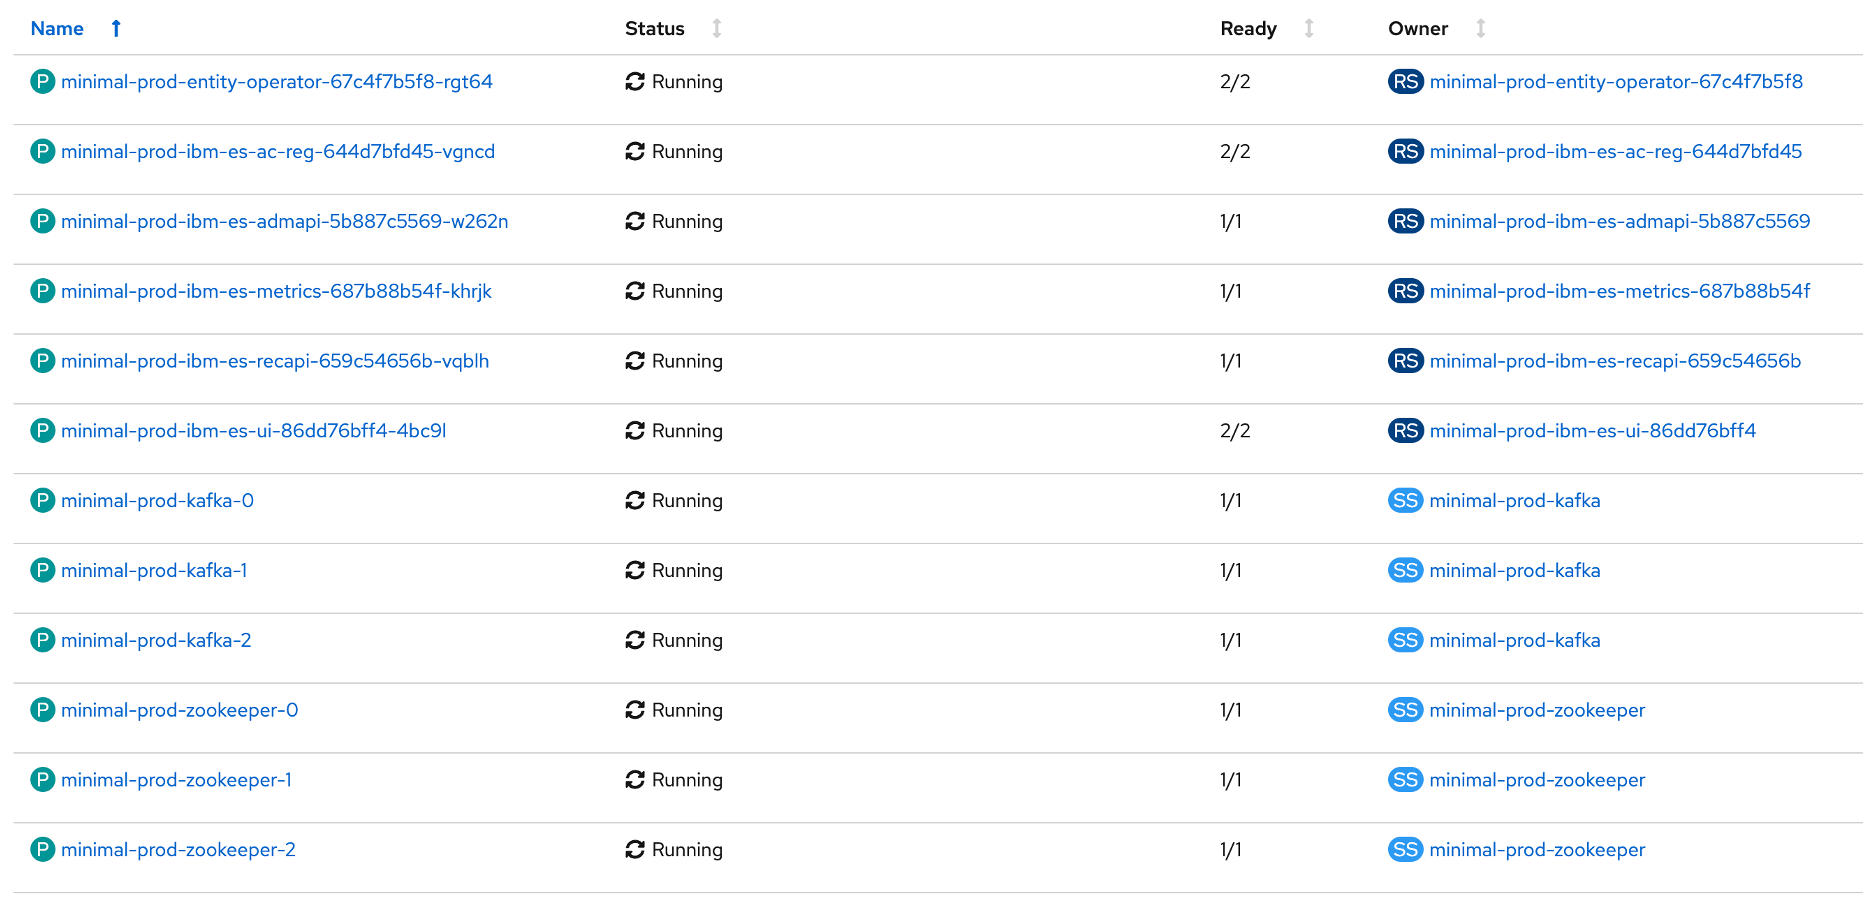 Name Status Ready Owner
P minimal-prod-entity-operator-67c4f7b5f8-rgt64 Running 2/2 RS minimal-prod-entity-operator-67c4f7b5f8
P minimal-prod-ibm-es-ac-reg-644d7bfd45-vgncd Running 2/2 RS minimal-prod-ibm-es-ac-reg-644d7bfd45
P minimal-prod-ibm-es-admapi-5b887c5569-w262n Running 1/1 RS minimal-prod-ibm-es-admapi-5b887c5569
P minimal-prod-ibm-es-metrics-687b88b54f-khrjk Running 1/1 RS minimal-prod-ibm-es-metrics-687b88b54f
P minimal-prod-ibm-es-recapi-659c54656b-vqblh Running 1/1 RS minimal-prod-ibm-es-recapi-659c54656b
P minimal-prod-ibm-es-ui-86dd76bff4-4bc9l Running 2/2 RS minimal-prod-ibm-es-ui-86dd76bff4
P minimal-prod-kafka-0 Running 1/1 SS minimal-prod-kafka
P minimal-prod-kafka-1 Running 1/1 SS minimal-prod-kafka
P minimal-prod-kafka-2 Running 1/1 SS minimal-prod-kafka
P minimal-prod-zookeeper-0 Running 1/1 SS minimal-prod-zookeeper
P minimal-prod-zookeeper-1 Running 1/1 SS minimal-prod-zookeeper
P minimal-prod-zookeeper-2 Running 1/1 SS minimal-prod-zookeeper